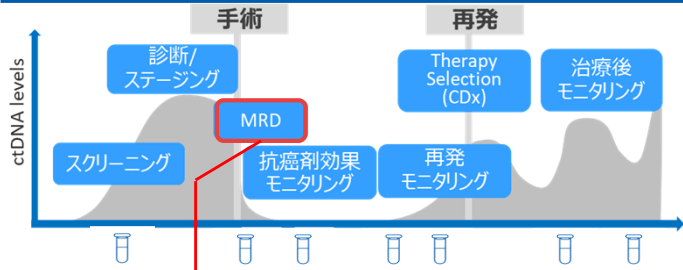 手術
再発
診断/
ステージング
Therapy
Selection
(CDx)
治療後
モニタリング
MRD
スクリーニング
抗癌剤効果
モニタリング
再発
モニタリング
ctDNA levels